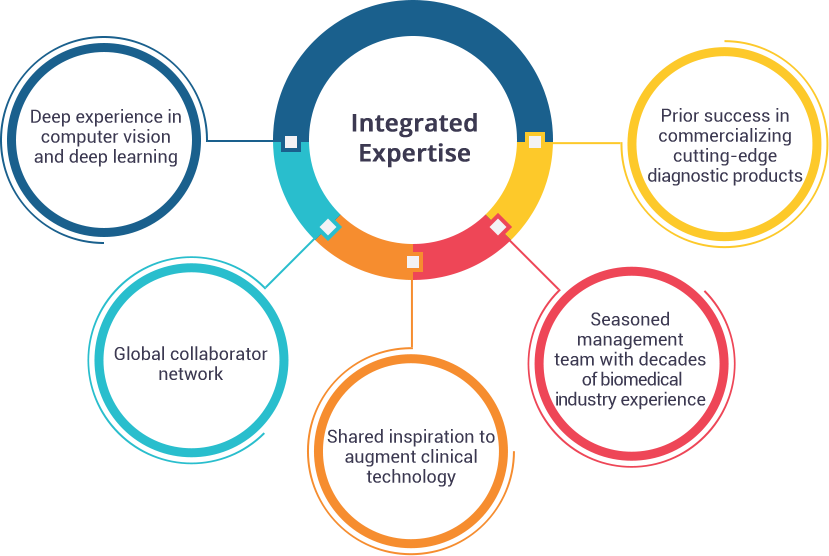 Integrated
Expertise
Deep experience in
computer vision
and deep learning
Global collaborator
network
Shared inspiration to
augment clinical
technology
Seasoned
management
team with decades
of biomedical
industry experience
Prior success in
commercializing
cutting-edge
diagnostic products